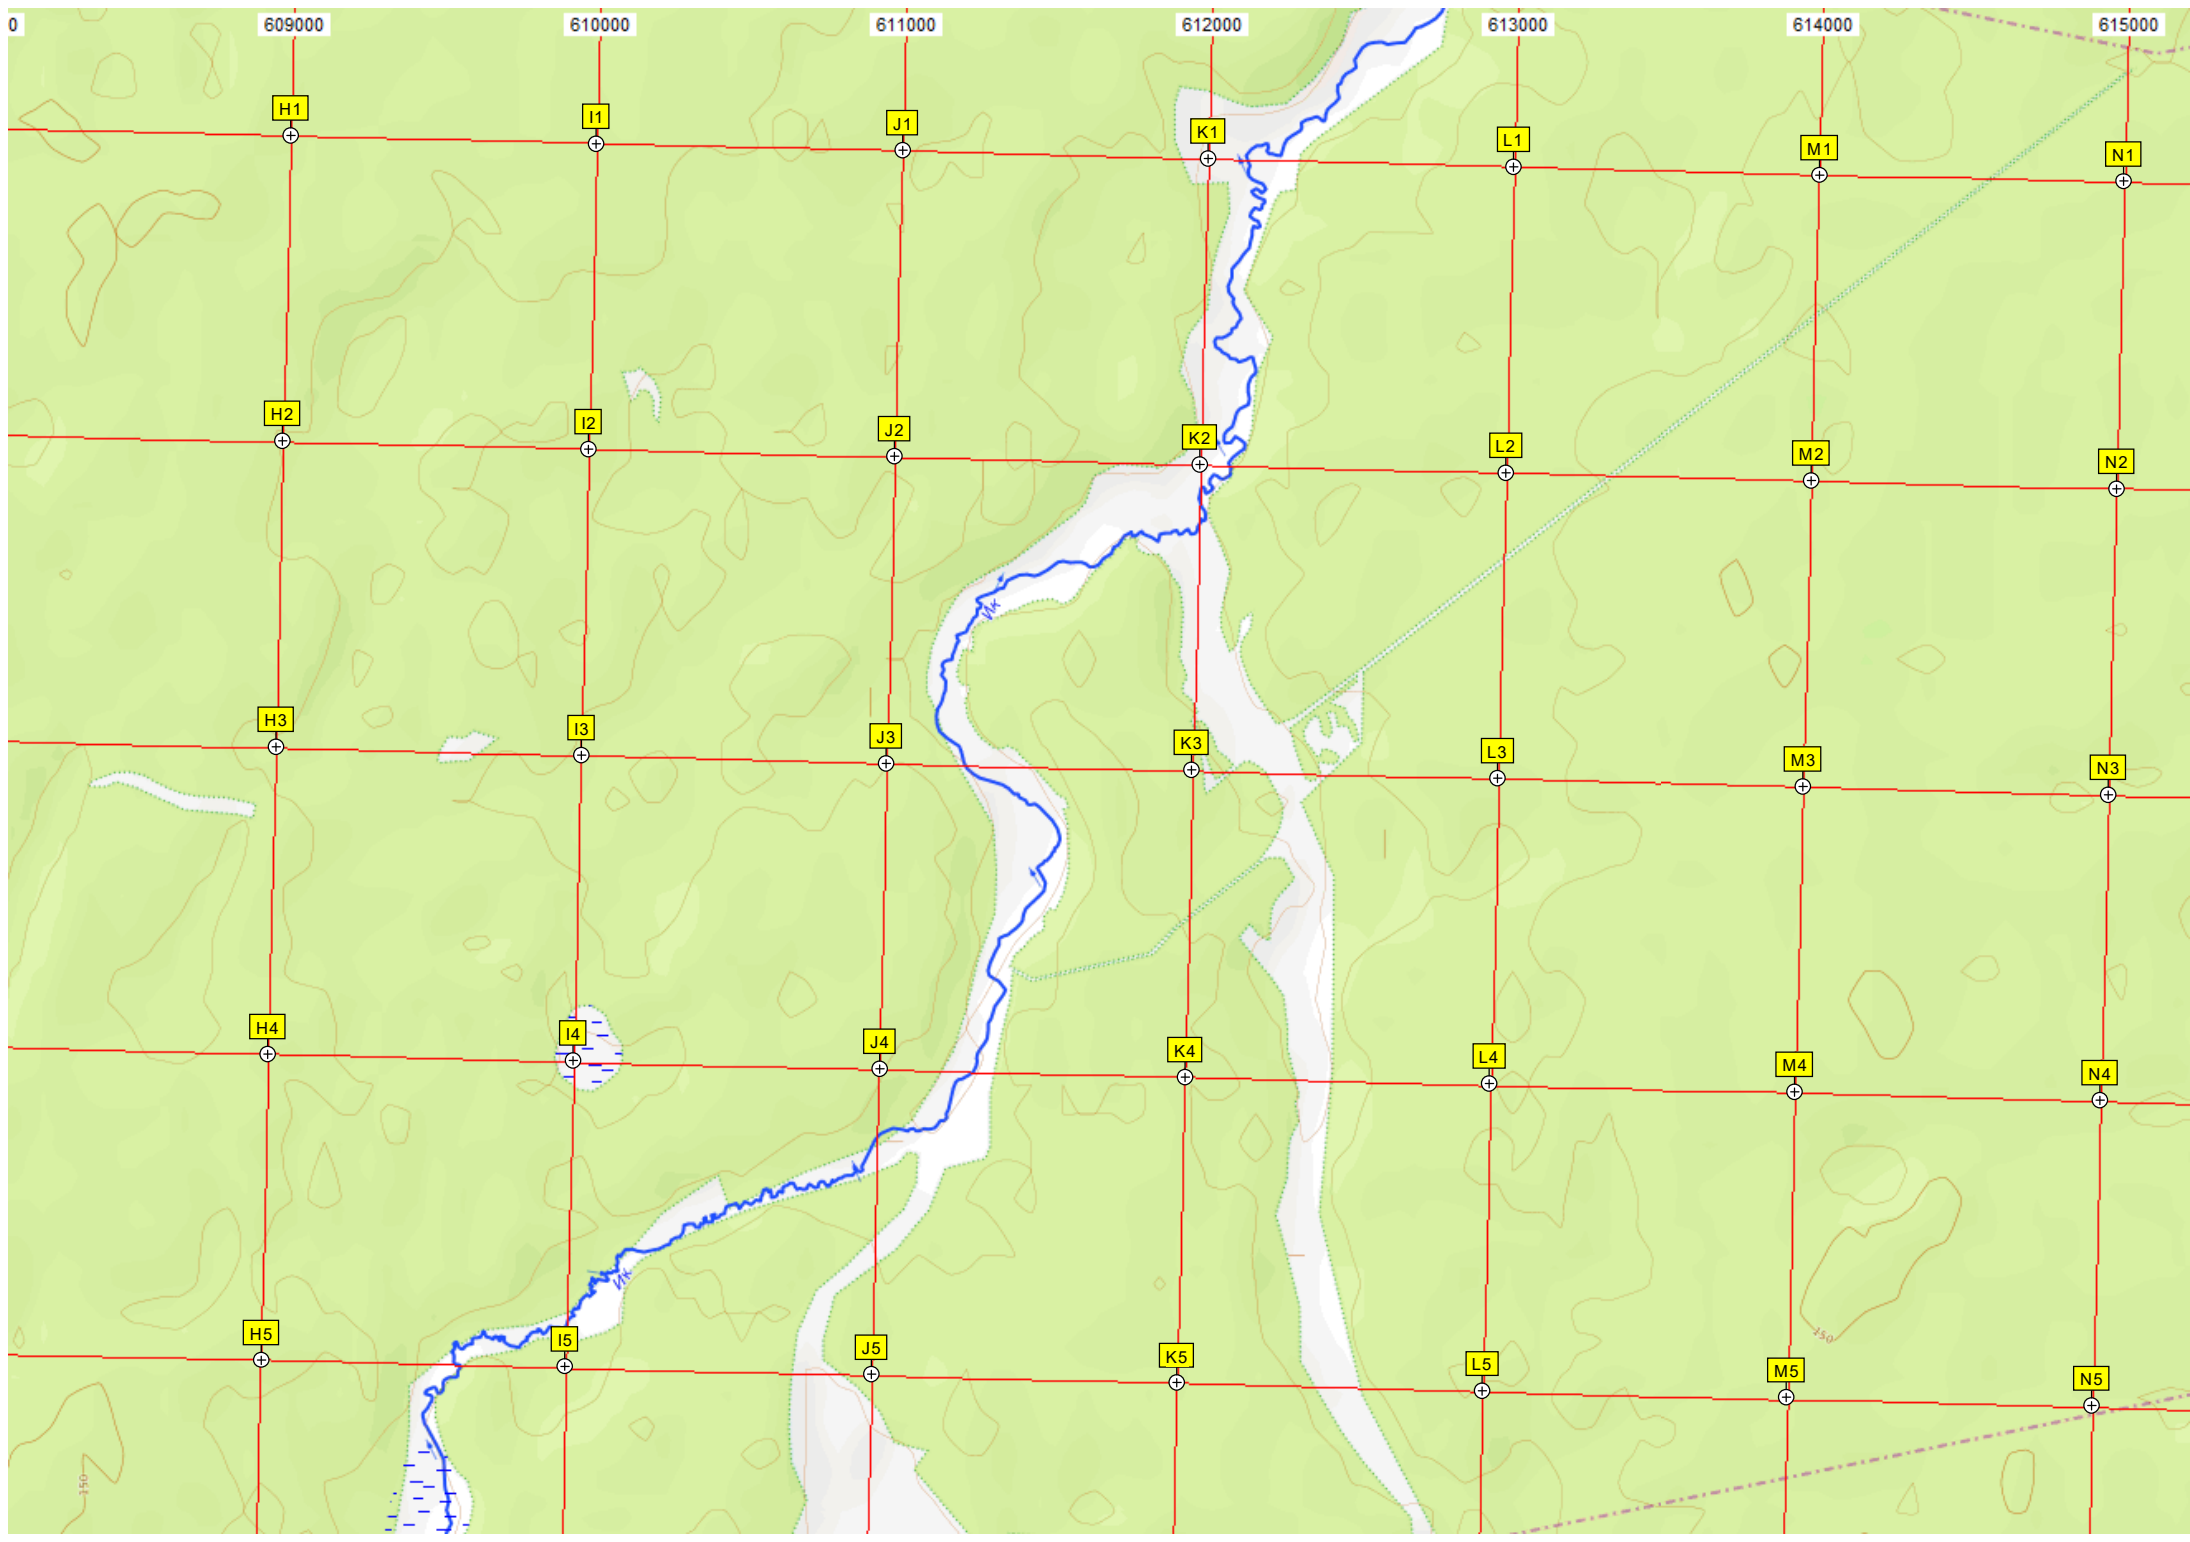 0 609000 610000 611000 612000 613000 614000 615000
H1 I1 J1 K1 L1 M1 N1
H2 I2 J2 K2 L2 M2 N2
Ик
H3 I3 J3 K3 L3 M3 N3
H4 I4 J4 K4 L4 M4 N4
Ик
H5 I5 J5 K5 L5 M5 N5
150
150